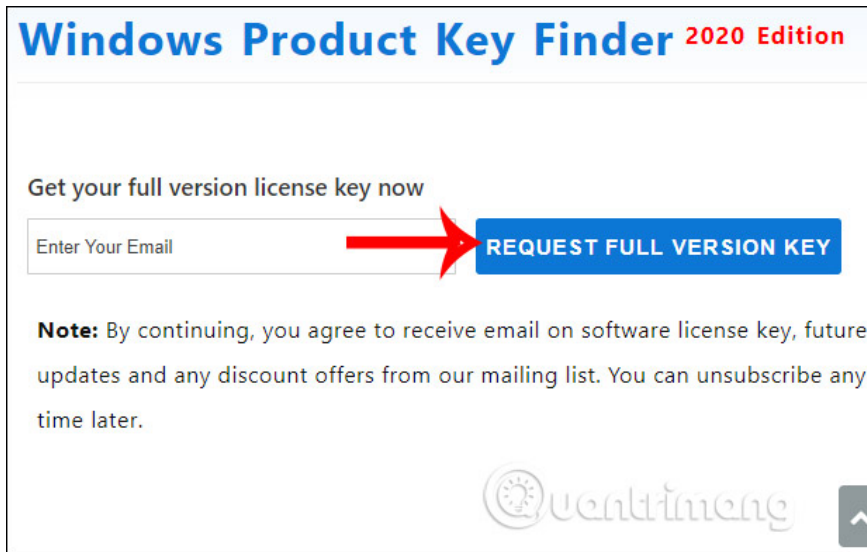 Windows Product Key Finder 2020 Edition
Get your full version license key now
Enter Your Email
REQUEST FULL VERSION KEY
Note: By continuing, you agree to receive email on software license key, future
updates and any discount offers from our mailing list. You can unsubscribe any
time later.
Quantrimang